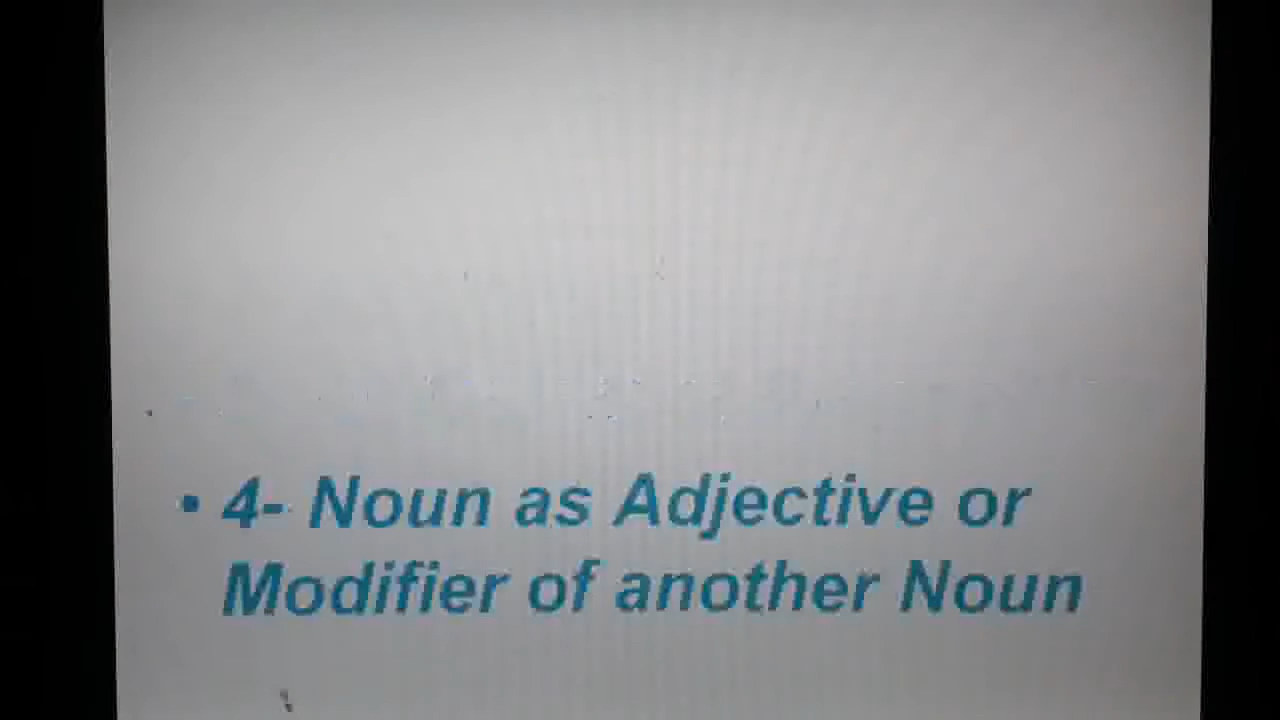 • 4- Noun as Adjective or
Modifier of another Noun